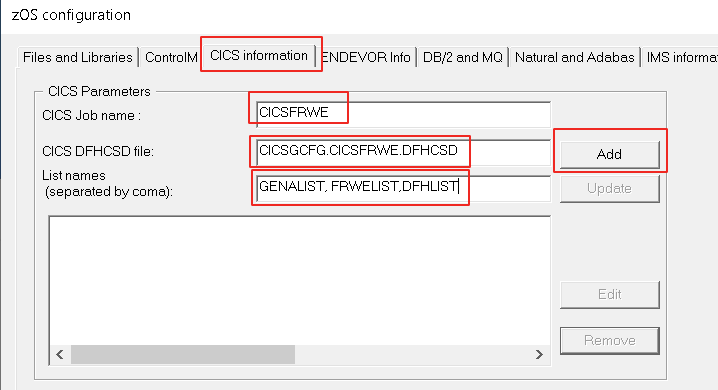 zOS configuration
Files and Libraries ControlM CICS information ENDEVOR Info DB/2 and MQ Natural and Adabas IMS informa
CICS Parameters
CICS Job name : CICSFRWE
CICS DFHCSD file: CICSGCFG.CICSFRWE.DFHCSD Add
List names
(separated by coma): GENALIST, FRWELIST,DFHLIST Update
Edit
Remove